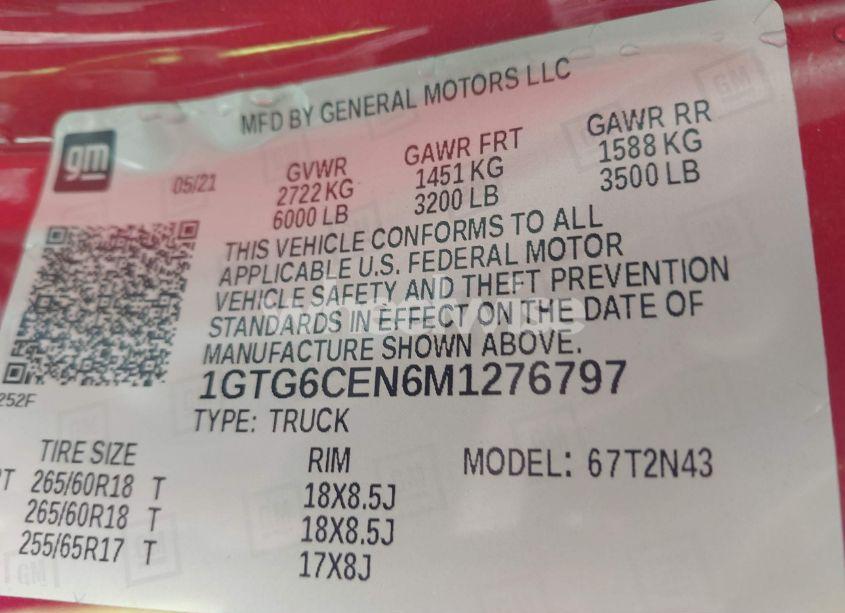 MFD BY GENERAL MOTORS LLC
gm
05/21
GVWR GAWR FRT GAWR RR
2722 KG 1451 KG 1588 KG
6000 LB 3200 LB 3500 LB
THIS VEHICLE CONFORMS TO ALL
APPLICABLE U.S. FEDERAL MOTOR
VEHICLE SAFETY AND THEFT PREVENTION
STANDARDS IN EFFECT ON THE DATE OF
MANUFACTURE SHOWN ABOVE.
1GTG6CEN6M1276797
252F
TYPE: TRUCK
TIRE SIZE RIM MODEL: 67T2N43
RT 265/60R18 T 18X8.5J
265/60R18 T 18X8.5J
255/65R17 T 17X8J
wheelwise